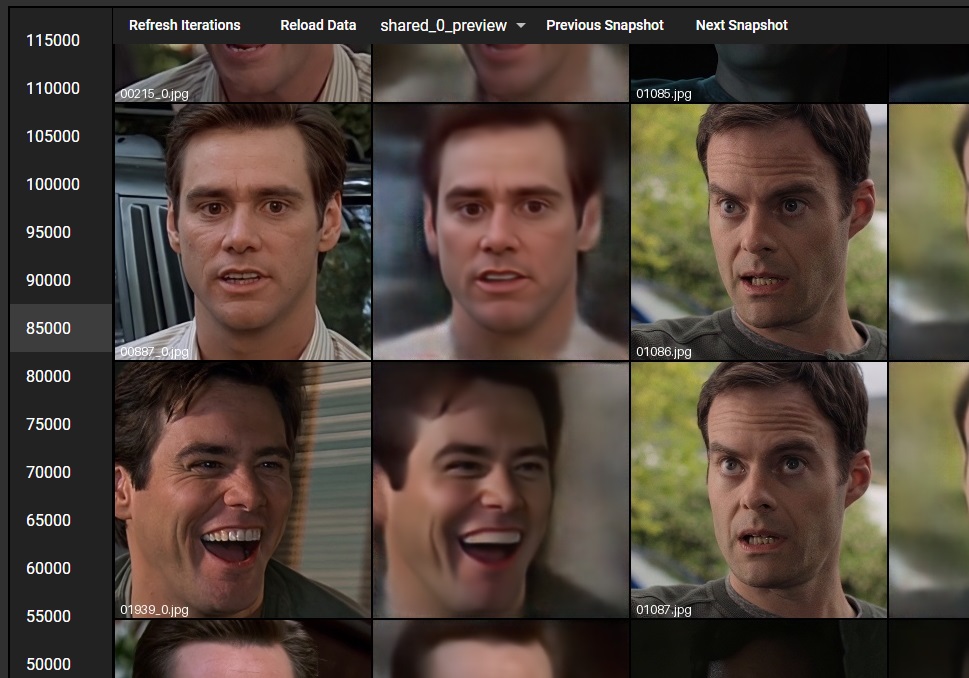 Refresh Iterations
Reload Data
shared_0_preview
Previous Snapshot
Next Snapshot
115000
110000
105000
100000
95000
90000
85000
80000
75000
70000
65000
60000
55000
50000
00215_0.jpg
01085.jpg
00887_0.jpg
01086.jpg
01939_0.jpg
01087.jpg